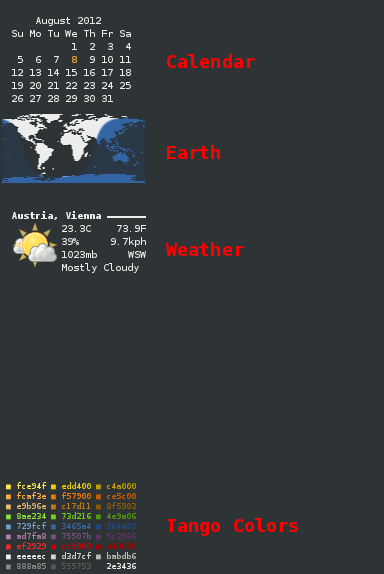 August 2012
Su Mo Tu We Th Fr Sa
1 2 3 4
5 6 7 8 9 10 11
12 13 14 15 16 17 18
19 20 21 22 23 24 25
26 27 28 29 30 31
Calendar
Earth
Austria, Vienna
23.3C 73.9F
39% 9.7kph
1023mb WSW
Mostly Cloudy
Weather
fce94f edd400 c4a000
fcaf3e f57900 ce5c00
e9b96e c17d11 8f5902
8ae234 73d216 4e9a06
729fcf 3465a4 204a87
ad7fa8 75507b 5c3566
ef2929
eeeeec d3d7cf babdb6
888a85 555753 2e3436
Tango Colors